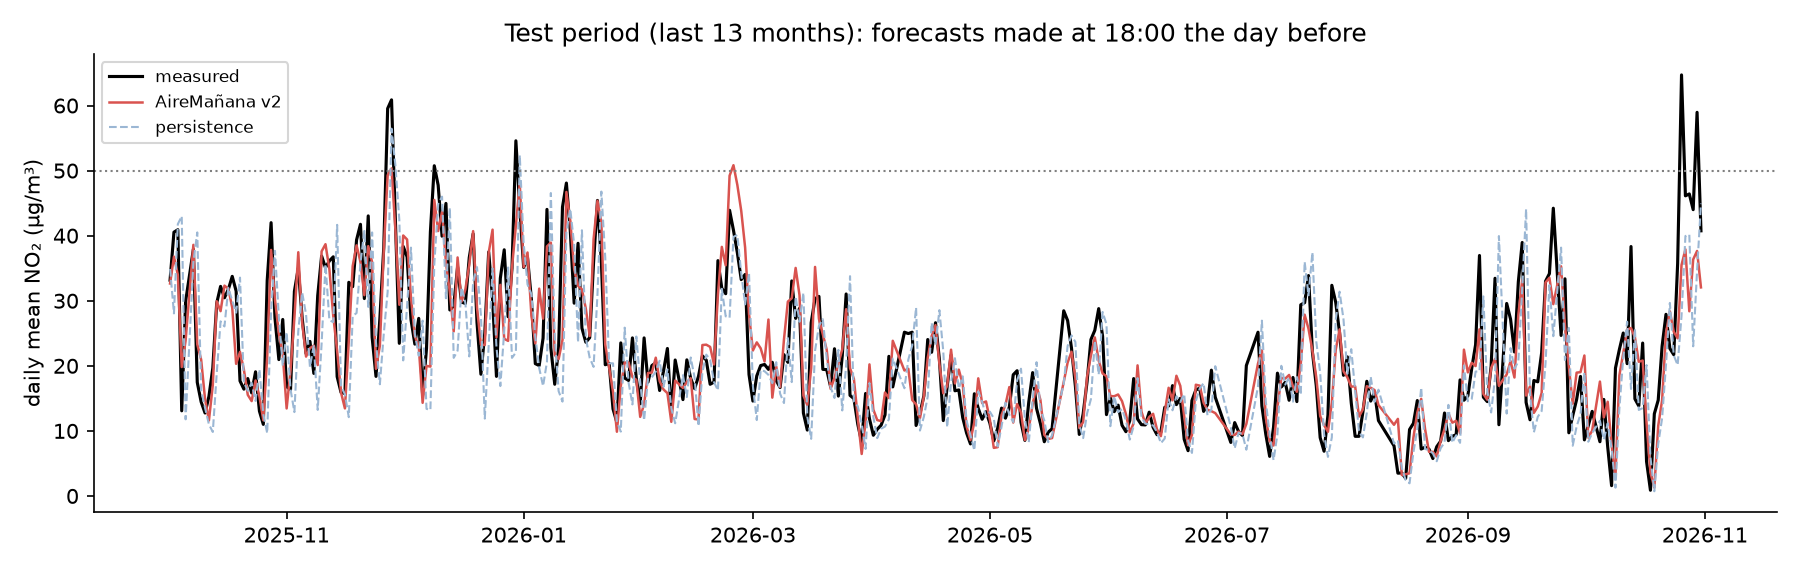 Test period (last 13 months): forecasts made at 18:00 the day before
measured
AireMañana v2
persistence
daily mean NO₂ (µg/m³)
60
50
40
30
20
10
0
2025-11
2026-01
2026-03
2026-05
2026-07
2026-09
2026-11